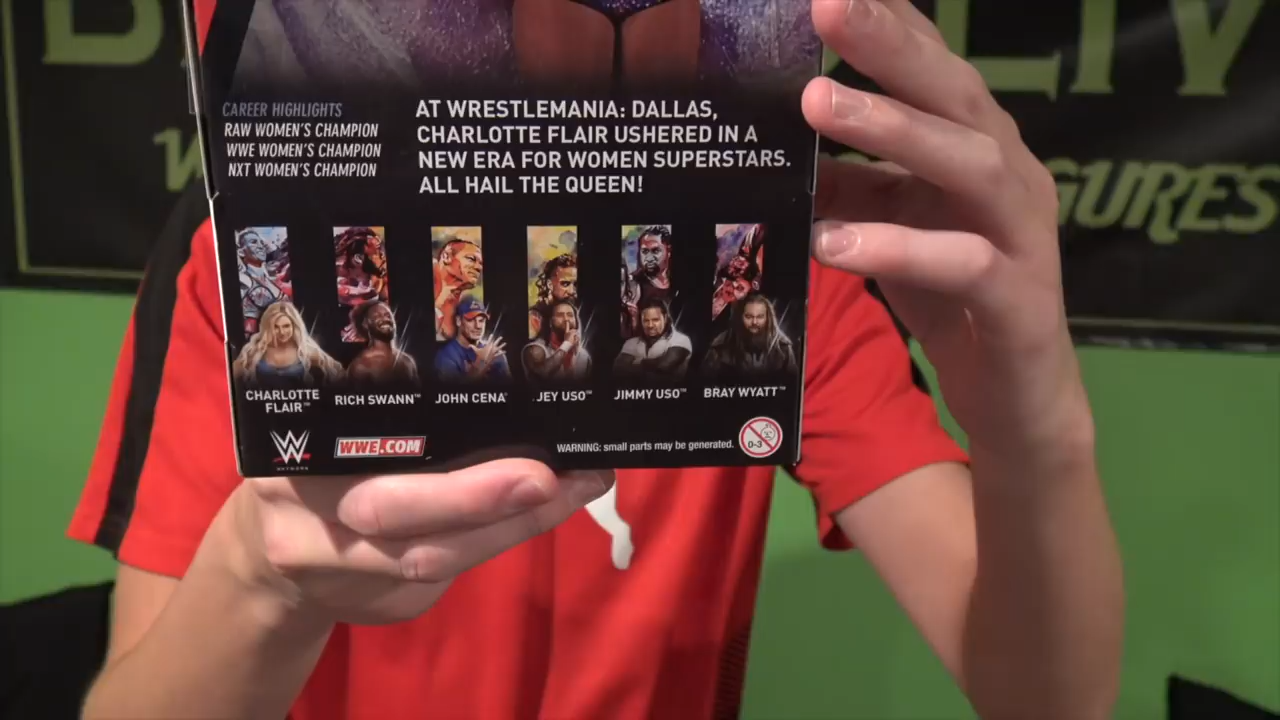 CAREER HIGHLIGHTS
RAW WOMEN'S CHAMPION
WWE WOMEN'S CHAMPION
NXT WOMEN'S CHAMPION
AT WRESTLEMANIA: DALLAS,
CHARLOTTE FLAIR USHERED IN A
NEW ERA FOR WOMEN SUPERSTARS.
ALL HAIL THE QUEEN!
CHARLOTTE
FLAIR™
RICH SWANN™
JOHN CENA®
JEY USO™
JIMMY USO™
BRAY WYATT™
W
NETWORK
WWE.COM
WARNING: small parts may be generated.
0-3
GURES